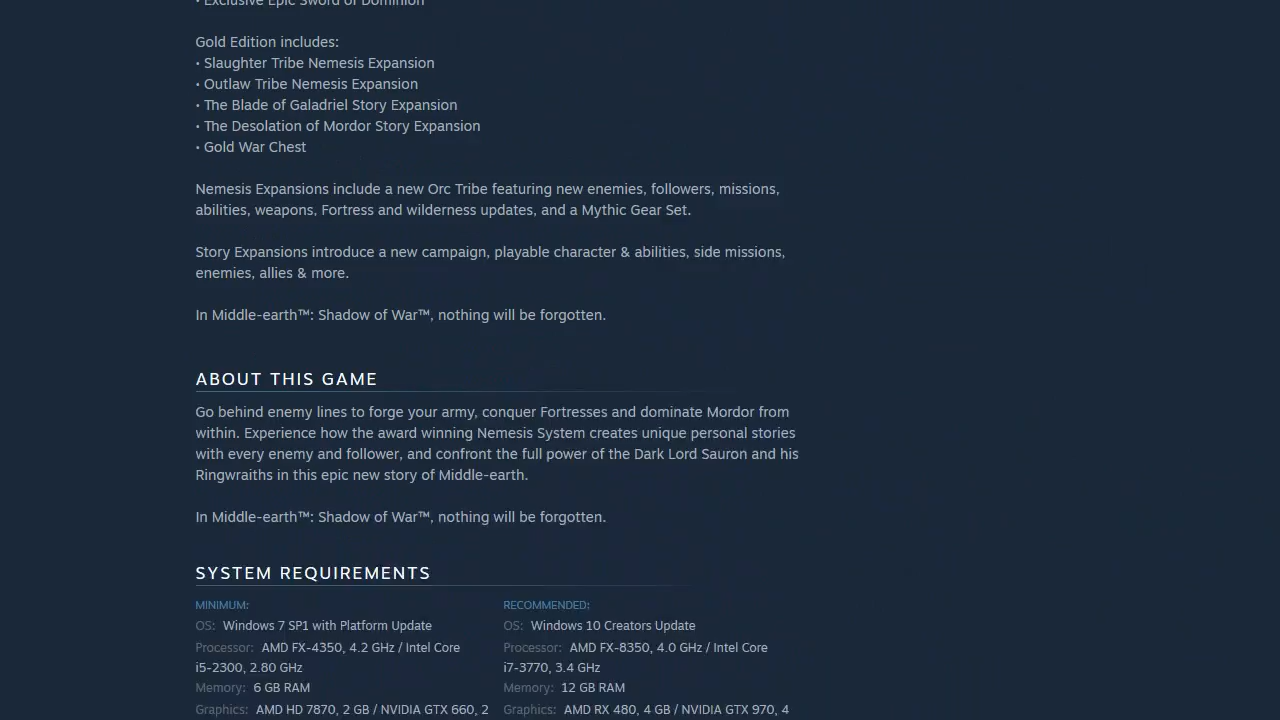 • Exclusive Epic Sword of Dominion
Gold Edition includes:
• Slaughter Tribe Nemesis Expansion
• Outlaw Tribe Nemesis Expansion
• The Blade of Galadriel Story Expansion
• The Desolation of Mordor Story Expansion
• Gold War Chest
Nemesis Expansions include a new Orc Tribe featuring new enemies, followers, missions,
abilities, weapons, Fortress and wilderness updates, and a Mythic Gear Set.
Story Expansions introduce a new campaign, playable character & abilities, side missions,
enemies, allies & more.
In Middle-earth™: Shadow of War™, nothing will be forgotten.
ABOUT THIS GAME
Go behind enemy lines to forge your army, conquer Fortresses and dominate Mordor from
within. Experience how the award winning Nemesis System creates unique personal stories
with every enemy and follower, and confront the full power of the Dark Lord Sauron and his
Ringwraiths in this epic new story of Middle-earth.
In Middle-earth™: Shadow of War™, nothing will be forgotten.
SYSTEM REQUIREMENTS
MINIMUM:
OS: Windows 7 SP1 with Platform Update
Processor: AMD FX-4350, 4.2 GHz / Intel Core
i5-2300, 2.80 GHz
Memory: 6 GB RAM
Graphics: AMD HD 7870, 2 GB / NVIDIA GTX 660, 2
RECOMMENDED:
OS: Windows 10 Creators Update
Processor: AMD FX-8350, 4.0 GHz / Intel Core
i7-3770, 3.4 GHz
Memory: 12 GB RAM
Graphics: AMD RX 480, 4 GB / NVIDIA GTX 970, 4